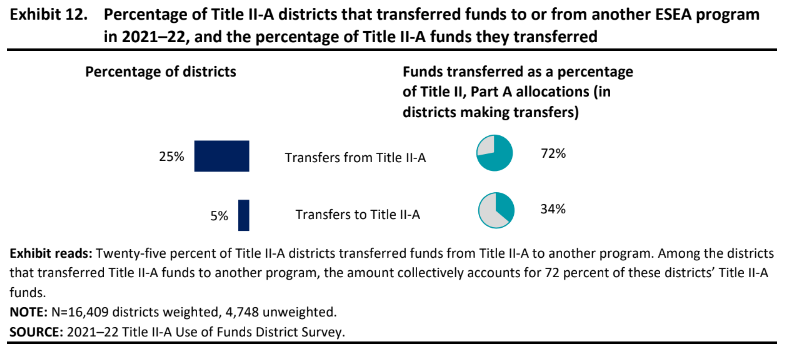 Exhibit 12. Percentage of Title II-A districts that transferred funds to or from another ESEA program
in 2021–22, and the percentage of Title II-A funds they transferred
Percentage of districts
Funds transferred as a percentage
of Title II, Part A allocations (in
districts making transfers)
25% Transfers from Title II-A 72%
5% Transfers to Title II-A 34%
Exhibit reads: Twenty-five percent of Title II-A districts transferred funds from Title II-A to another program. Among the districts
that transferred Title II-A funds to another program, the amount collectively accounts for 72 percent of these districts’ Title II-A
funds.
NOTE: N=16,409 districts weighted, 4,748 unweighted.
SOURCE: 2021–22 Title II-A Use of Funds District Survey.